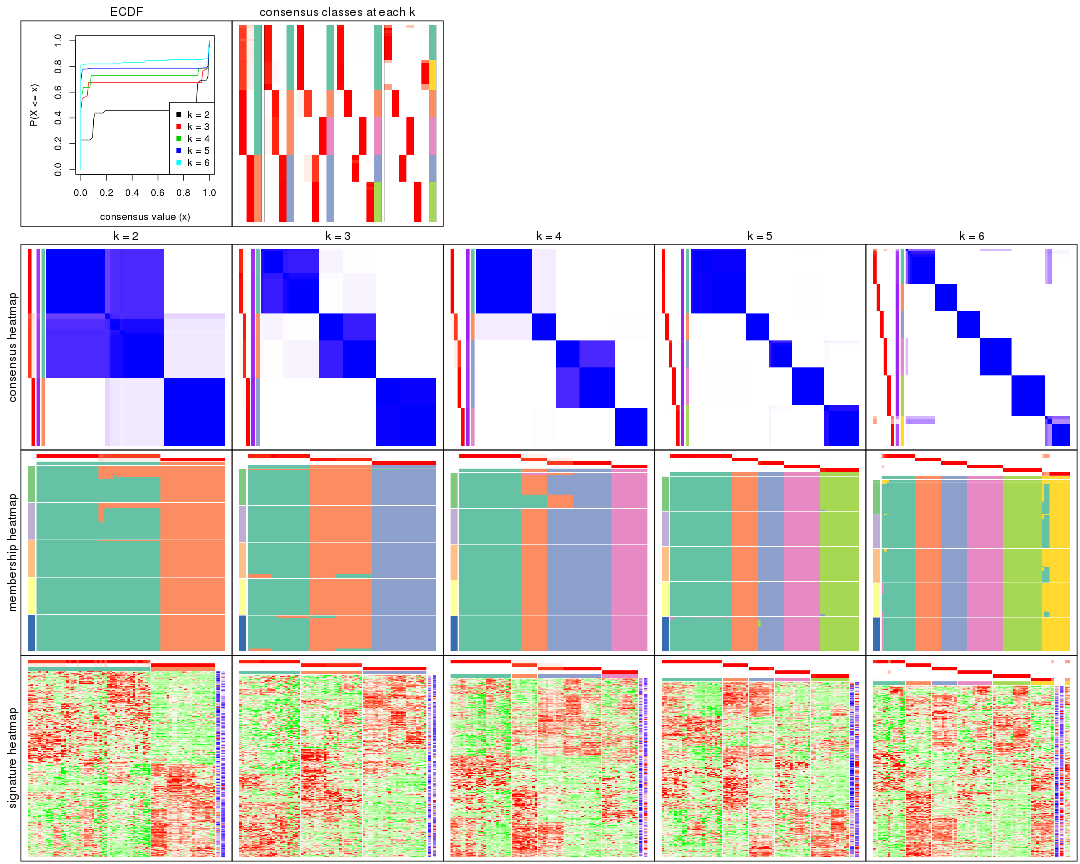 ECDF
consensus classes at each k
P(X <= x)
0.0 0.2 0.4 0.6 0.8 1.0
k = 2
k = 3
k = 4
k = 5
k = 6
0.0 0.2 0.4 0.6 0.8 1.0
consensus value (x)
k = 2
k = 3
k = 4
k = 5
k = 6
consensus heatmap
membership heatmap
signature heatmap